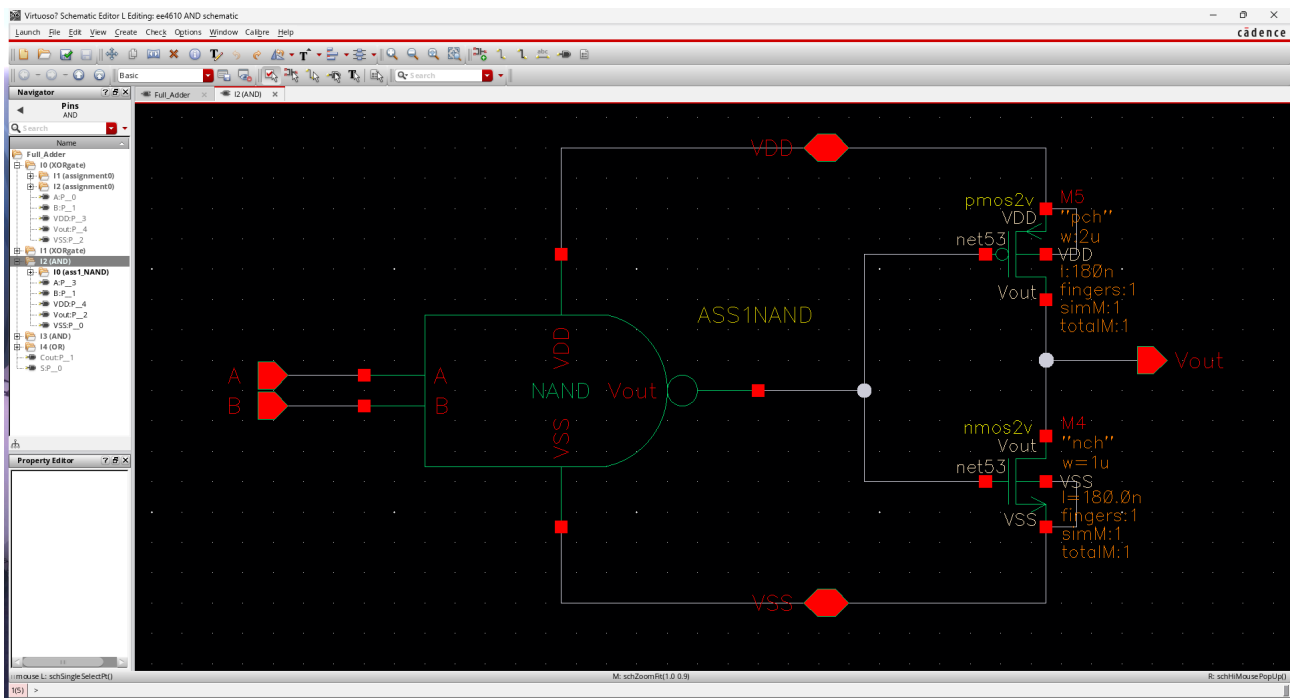 Virtuoso? Schematic Editor L Editing: ee4610 AND schematic
Launch File Edit View Create Check Options Window Calibre Help
cādence
Basic
Search
Navigator
Full_Adder
I2 (AND)
Pins
AND
Search
Name
Full_Adder
I0 (XORgate)
I1 (assignment0)
I2 (assignment0)
A:P__0
B:P__1
VDD:P__3
Vout:P__4
VSS:P__2
I1 (XORgate)
I2 (AND)
I0 (ass1_NAND)
A:P__3
B:P__1
VDD:P__4
Vout:P__2
VSS:P__0
I3 (AND)
I4 (OR)
Cout:P__1
S:P__0
Property Editor
VDD
pmos2v
M5
VDD
"pch"
net53
w:2u
VDD
l:180n
Vout
fingers:1
simM:1
totalM:1
ASS1NAND
VDD
A
A
B
B
NAND
Vout
VSS
Vout
nmos2v
M4
Vout
"nch"
net53
w=1u
VSS
l=180.0n
VSS
fingers:1
simM:1
totalM:1
VSS
mouse L: schSingleSelectPt()
M: schZoomFit(1.0 0.9)
R: schHiMousePopUp()
1(5)
>